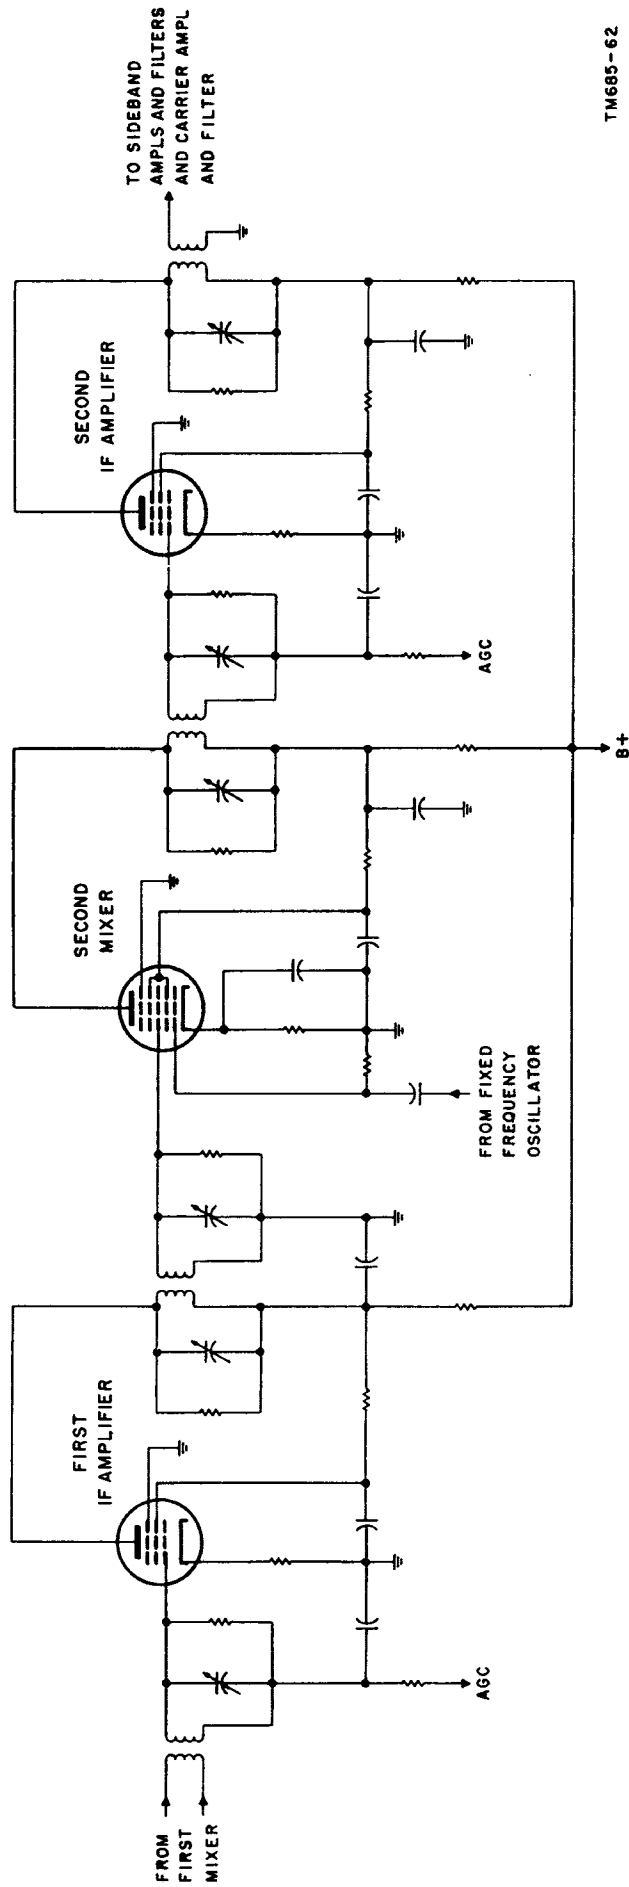 FROM
FIRST
MIXER
AGC
FIRST
IF AMPLIFIER
FROM FIXED
FREQUENCY
OSCILLATOR
SECOND
MIXER
B+
AGC
SECOND
IF AMPLIFIER
TO SIDEBAND
AMPLS AND FILTERS
AND CARRIER AMPL
AND FILTER
TM685-62